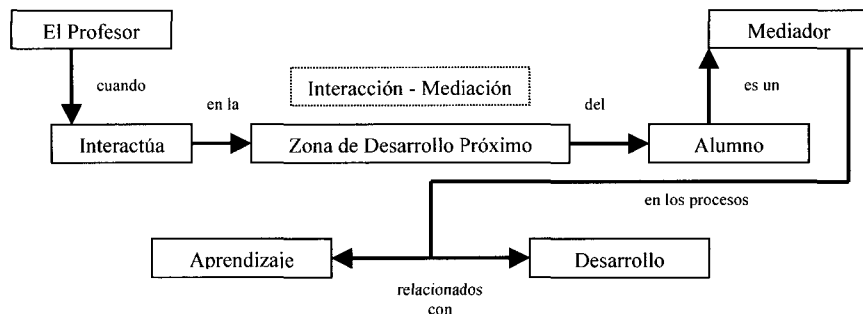 El Profesor
Mediador
cuando
Interacción - Mediación
es un
en la
del
Interactúa
Zona de Desarrollo Próximo
Alumno
en los procesos
Aprendizaje
Desarrollo
relacionados
con